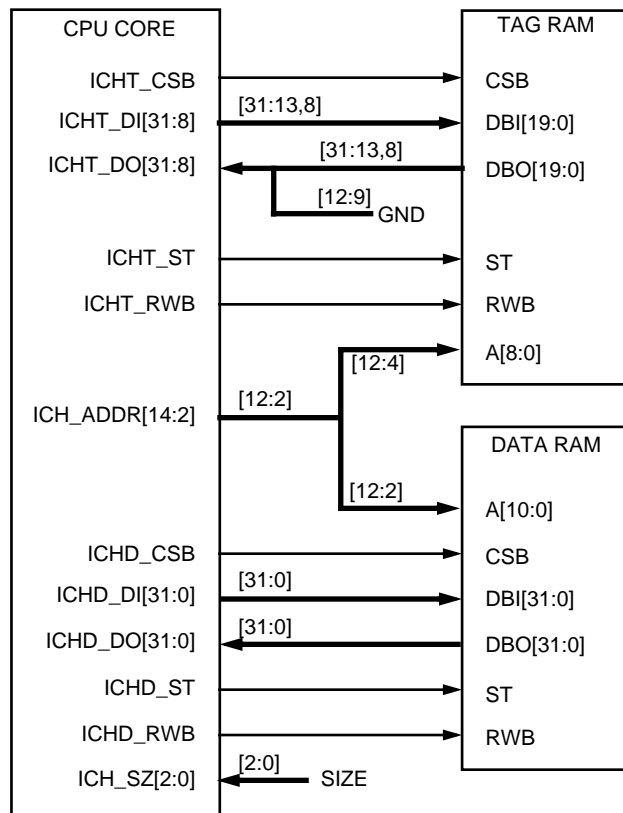 CPU CORE
TAG RAM
ICHT_CSB
CSB
ICHT_DI[31:8]
[31:13,8]
DBI[19:0]
ICHT_DO[31:8]
[31:13,8]
DBO[19:0]
[12:9]
GND
ICHT_ST
ST
ICHT_RWB
RWB
[12:4]
A[8:0]
ICH_ADDR[14:2]
[12:2]
DATA RAM
[12:2]
A[10:0]
ICHD_CSB
CSB
ICHD_DI[31:0]
[31:0]
DBI[31:0]
ICHD_DO[31:0]
[31:0]
DBO[31:0]
ICHD_ST
ST
ICHD_RWB
RWB
ICH_SZ[2:0]
[2:0]
SIZE